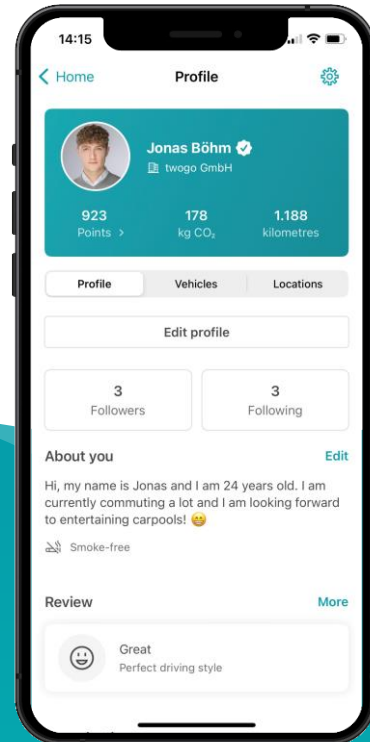 14:15
Home Profile
Jonas Böhm
twogo GmbH
923 178 1.188
Points > kg CO₂ kilometres
Profile Vehicles Locations
Edit profile
3 3
Followers Following
About you Edit
Hi, my name is Jonas and I am 24 years old. I am
currently commuting a lot and I am looking forward
to entertaining carpools! 😁
Smoke-free
Review More
Great
Perfect driving style